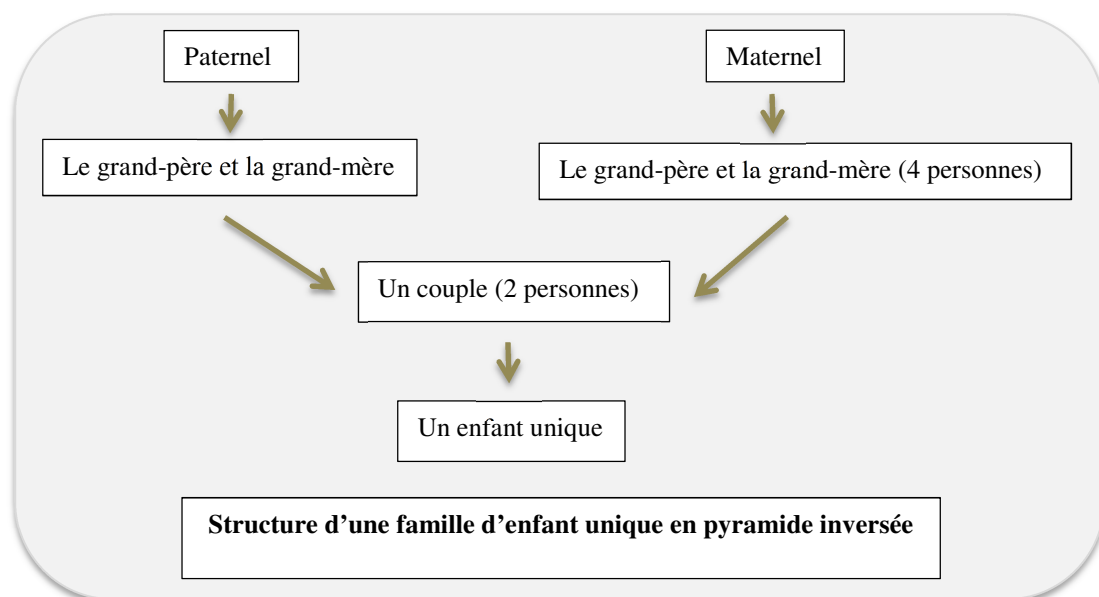 Paternel
Maternel
Le grand-père et la grand-mère
Le grand-père et la grand-mère (4 personnes)
Un couple (2 personnes)
Un enfant unique
Structure d’une famille d’enfant unique en pyramide inversée